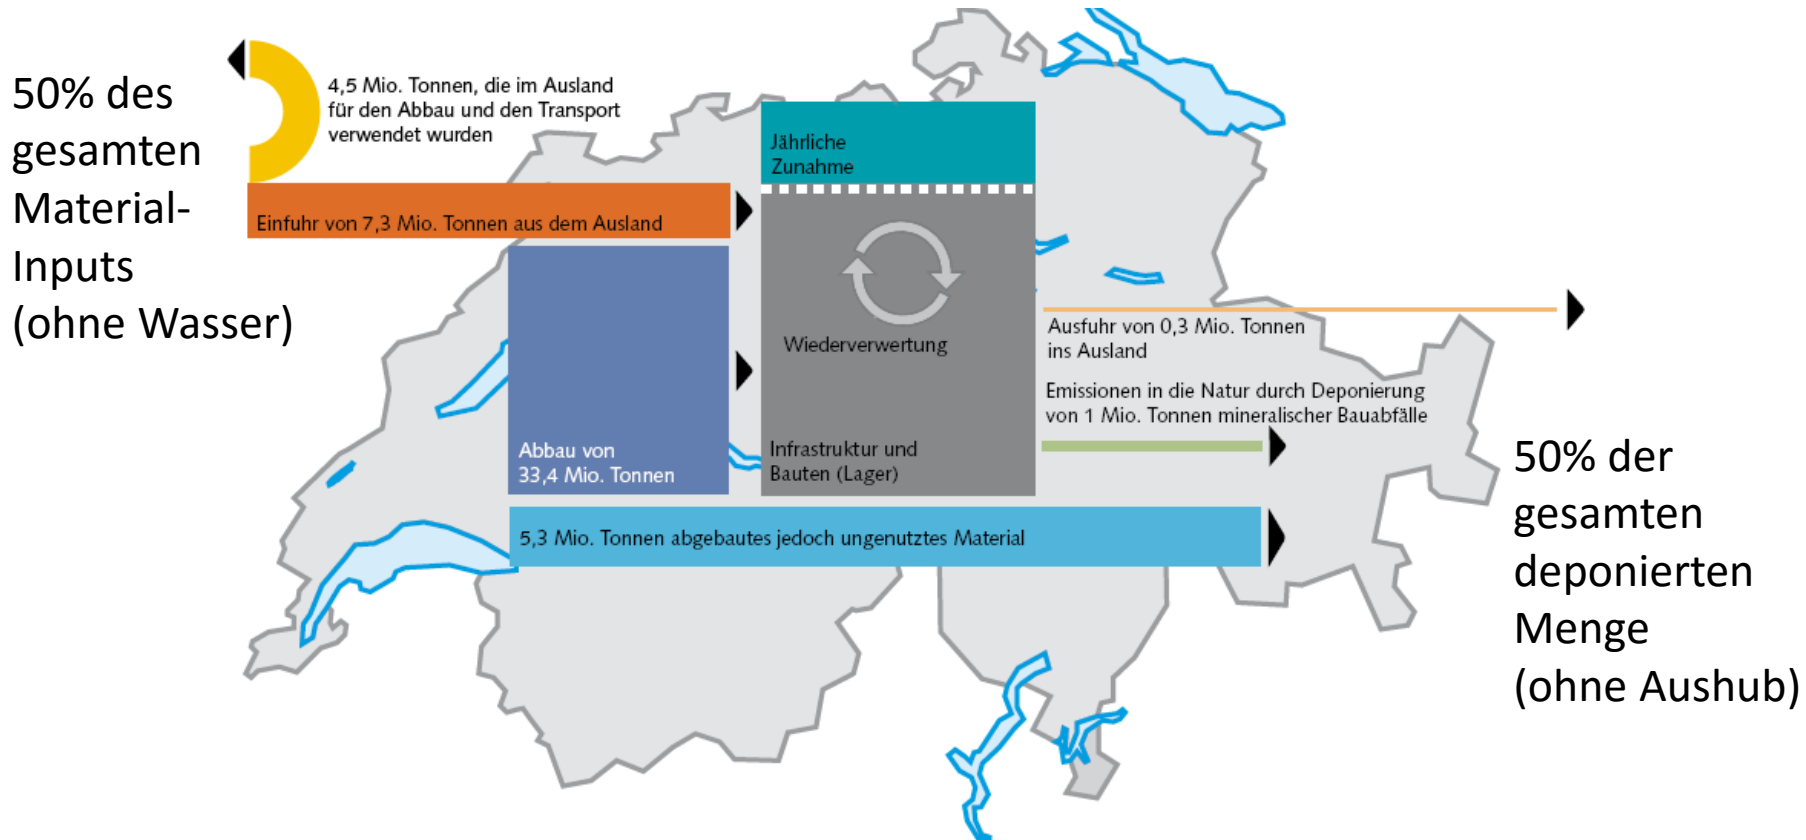 50% des
gesamten
Material-
Inputs
(ohne Wasser)
4,5 Mio. Tonnen, die im Ausland
für den Abbau und den Transport
verwendet wurden
Einfuhr von 7,3 Mio. Tonnen aus dem Ausland
Jährliche
Zunahme
Wiederverwertung
Abbau von
33,4 Mio. Tonnen
Infrastruktur und
Bauten (Lager)
Ausfuhr von 0,3 Mio. Tonnen
ins Ausland
Emissionen in die Natur durch Deponierung
von 1 Mio. Tonnen mineralischer Bauabfälle
5,3 Mio. Tonnen abgebautes jedoch ungenutztes Material
50% der
gesamten
deponierten
Menge
(ohne Aushub)